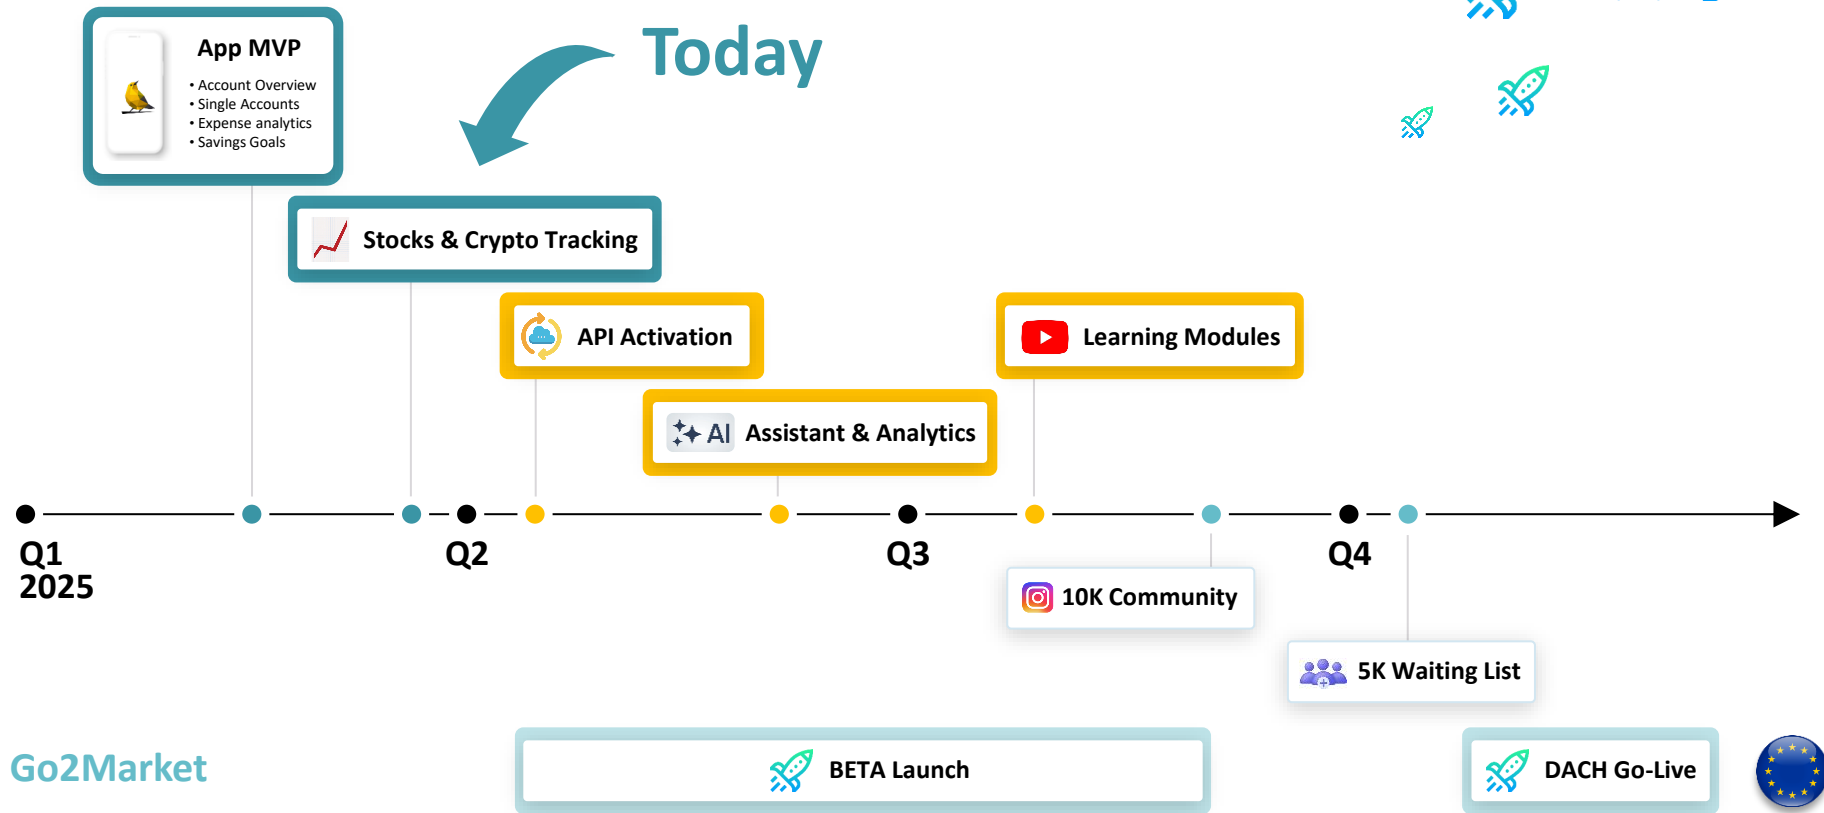 App MVP
• Account Overview
• Single Accounts
• Expense analytics
• Savings Goals
Today
Stocks & Crypto Tracking
API Activation
Learning Modules
AI Assistant & Analytics
Q1
2025
Q2
Q3
Q4
10K Community
5K Waiting List
Go2Market
BETA Launch
DACH Go-Live